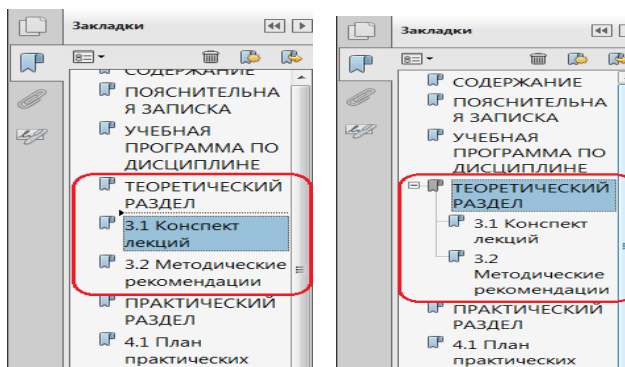 Закладки
СОДЕРЖАНИЕ
ПОЯСНИТЕЛЬНА
Я ЗАПИСКА
УЧЕБНАЯ
ПРОГРАММА ПО
ДИСЦИПЛИНЕ
ТЕОРЕТИЧЕСКИЙ
РАЗДЕЛ
3.1 Конспект
лекций
3.2 Методические
рекомендации
ПРАКТИЧЕСКИЙ
РАЗДЕЛ
4.1 План
практических
Закладки
СОДЕРЖАНИЕ
ПОЯСНИТЕЛЬНА
Я ЗАПИСКА
УЧЕБНАЯ
ПРОГРАММА ПО
ДИСЦИПЛИНЕ
ТЕОРЕТИЧЕСКИЙ
РАЗДЕЛ
3.1 Конспект
лекций
3.2
Методические
рекомендации
ПРАКТИЧЕСКИЙ
РАЗДЕЛ
4.1 План
практических